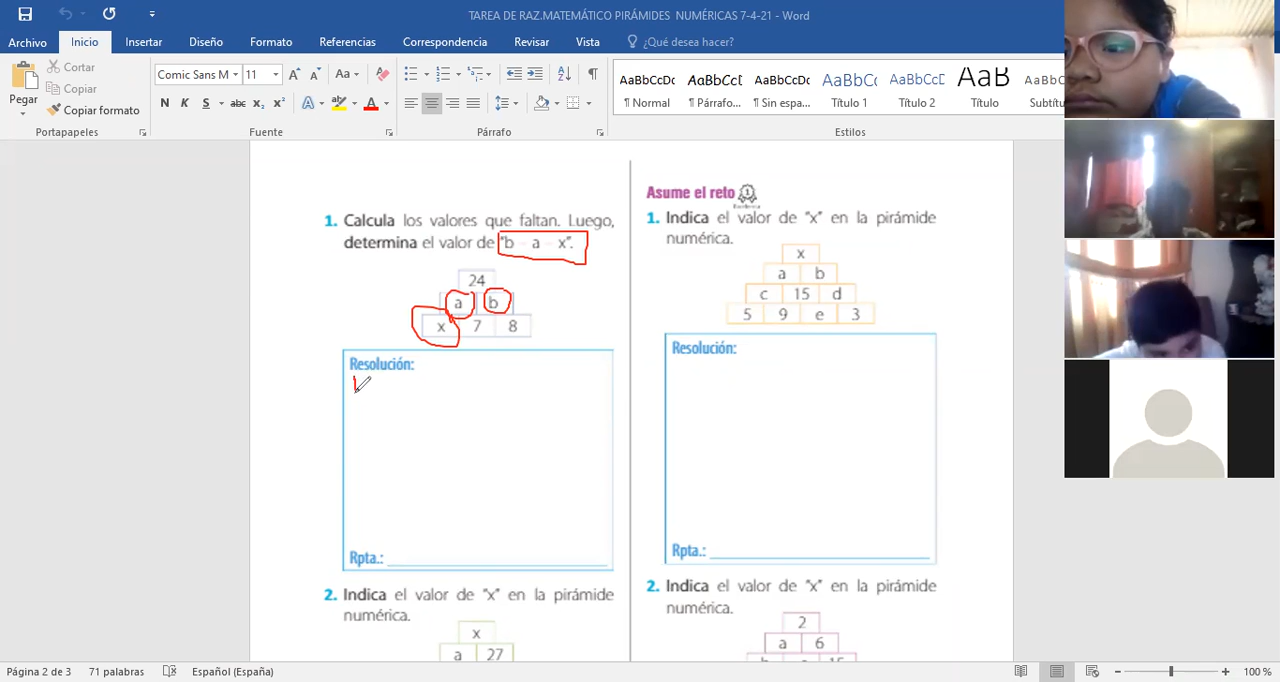 TAREA DE RAZ.MATEMÁTICO PIRÁMIDES NUMÉRICAS 7-4-21 - Word
Archivo Inicio Insertar Diseño Formato Referencias Correspondencia Revisar Vista ¿Qué desea hacer?
Pegar
Cortar
Copiar
Copiar formato
Portapapeles
Comic Sans M 11
Aa
N K S abc x₂ x² A A
Fuente
Párrafo
AaBbCcDc AaBbCcD AaBbCcDc AaBbCc AaBbCcD AaB AaBbCcD
¶ Normal ¶ Párrafo... ¶ Sin espa... Título 1 Título 2 Título Subtítu
Estilos
1. Calcula los valores que faltan. Luego,
determina el valor de "b – a – x".
24
a b
x 7 8
Resolución:
Rpta.:
2. Indica el valor de "x" en la pirámide
numérica.
x
a 27
Asume el reto 1
1. Indica el valor de "x" en la pirámide
numérica.
x
a b
c 15 d
5 9 e 3
Resolución:
Rpta.:
2. Indica el valor de "x" en la pirámide
numérica.
2
a 6
Página 2 de 3 71 palabras Español (España) 100 %